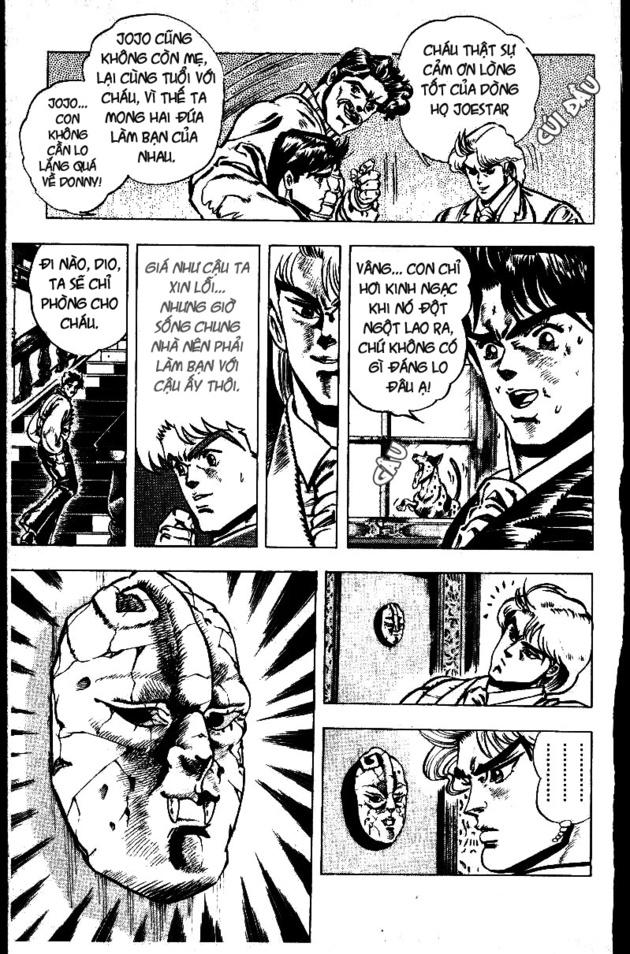 CHÁU THẬT SỰ
CẢM ƠN LÒNG
TỐT CỦA DÒNG
HỌ JOESTAR
CÚI ĐẦU
JOJO CŨNG
KHÔNG CÒN MẸ,
LẠI CÙNG TUỔI VỚI
CHÁU, VÌ THẾ TA
MONG HAI ĐỨA
LÀM BẠN CỦA
NHAU.
JOJO...
CON
KHÔNG
CẦN LO
LẮNG QUÁ
VỀ DONNY!
VÂNG... CON CHỈ
HƠI KINH NGẠC
KHI NÓ ĐỘT
NGỘT LAO RA,
CHỨ KHÔNG CÓ
GÌ ĐÁNG LO
ĐÂU Ạ!
GÂU
GIÁ NHƯ CẬU TA
XIN LỖI...
NHƯNG GIỜ
SỐNG CHUNG
NHÀ NÊN PHẢI
LÀM BẠN VỚI
CẬU ẤY THÔI.
ĐI NÀO, DIO,
TA SẼ CHỈ
PHÒNG CHO
CHÁU.